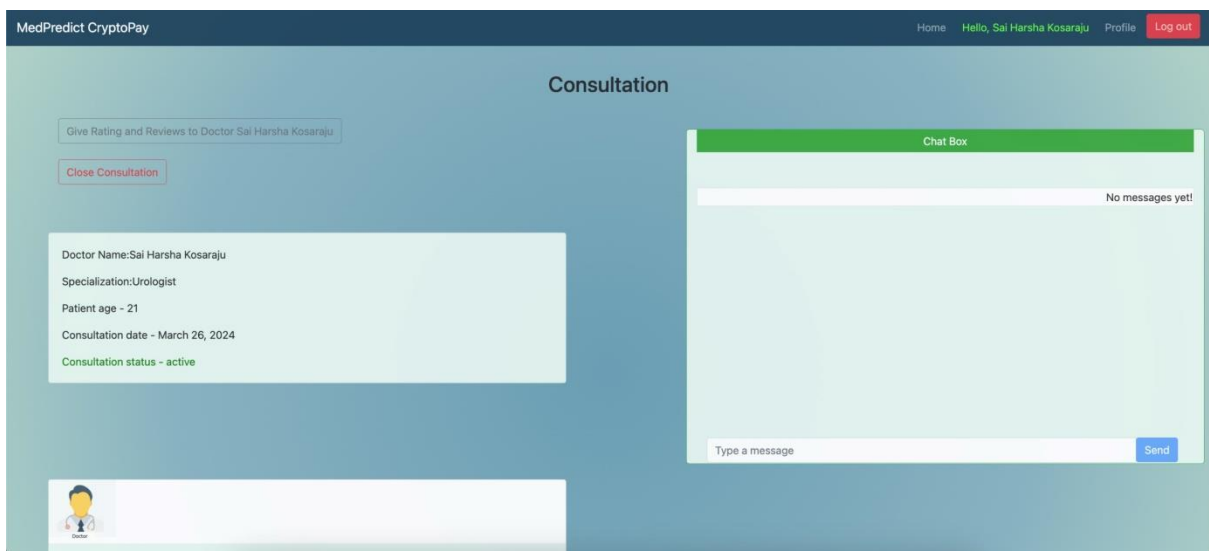 MedPredict CryptoPay
Home Hello, Sai Harsha Kosaraju Profile Log out
Consultation
Give Rating and Reviews to Doctor Sai Harsha Kosaraju
Close Consultation
Doctor Name:Sai Harsha Kosaraju
Specialization:Urologist
Patient age - 21
Consultation date - March 26, 2024
Consultation status - active
Doctor
Chat Box
No messages yet!
Type a message
Send